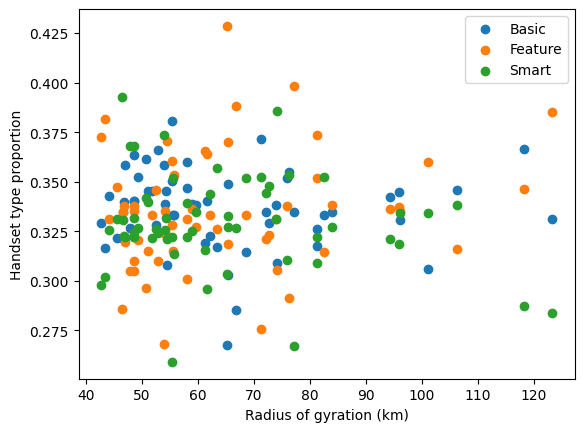 0.425
0.400
0.375
0.350
0.325
0.300
0.275
Handset type proportion
Basic
Feature
Smart
40 50 60 70 80 90 100 110 120
Radius of gyration (km)